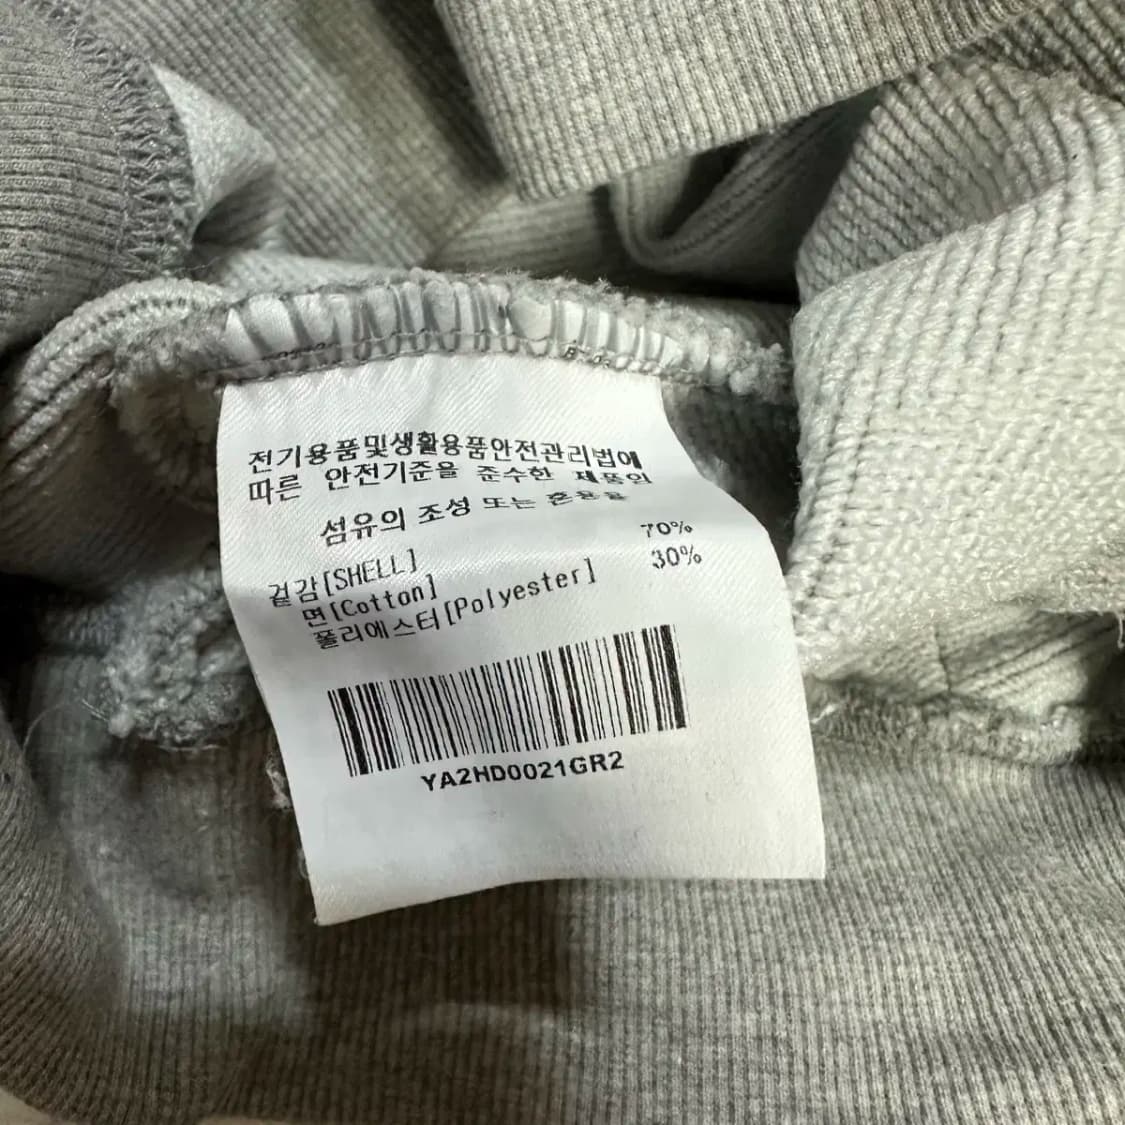 전기용품및생활용품안전관리법에
따른 안전기준을 준수한 제품임
섬유의 조성 또는 혼용율
겉감[SHELL]
면[Cotton] 70%
폴리에스터[Polyester] 30%
YA2HD0021GR2